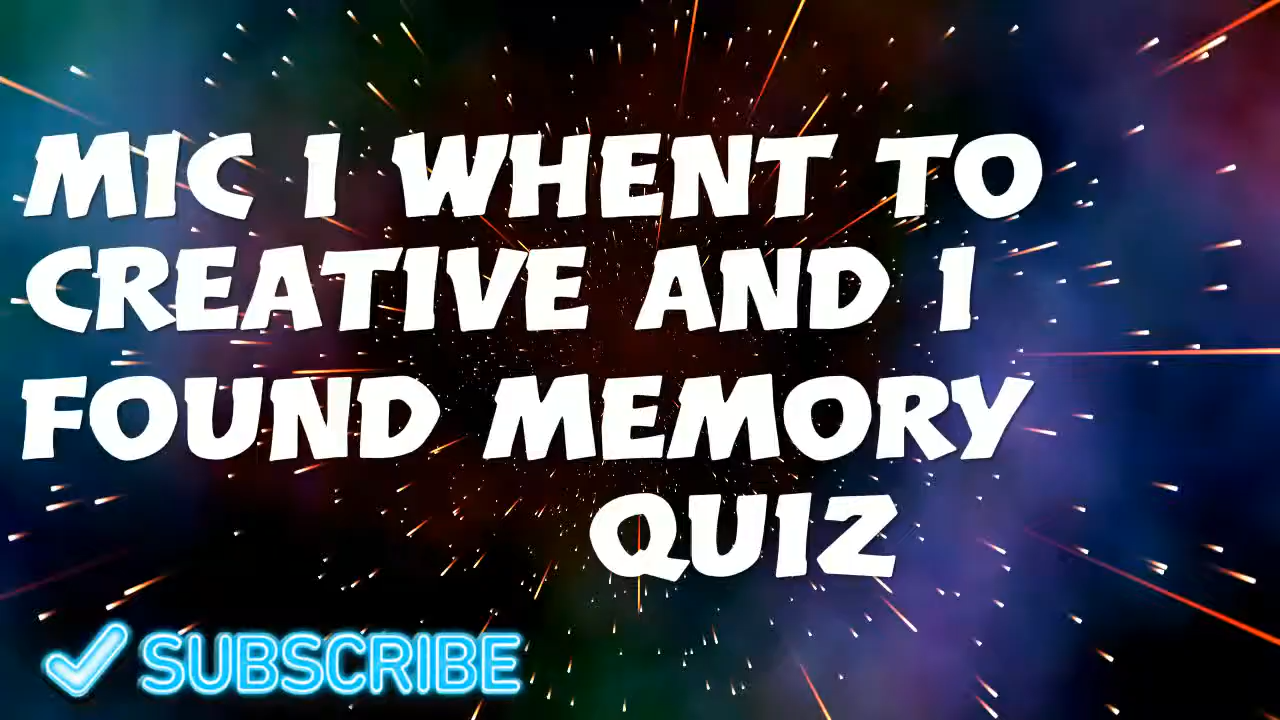 MIC I WHENT TO
CREATIVE AND I
FOUND MEMORY
QUIZ
SUBSCRIBE